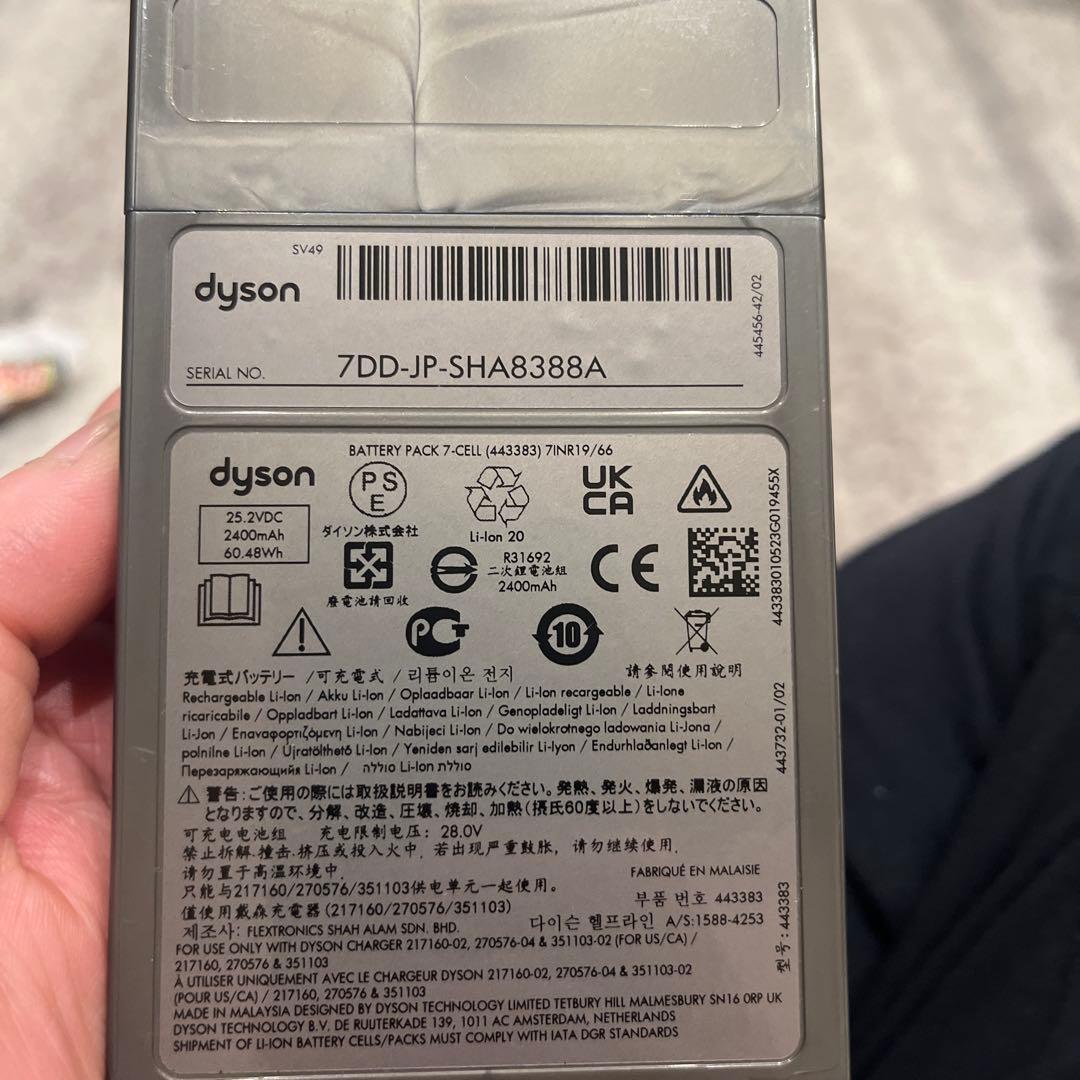 SV49
dyson
445456-42/02
SERIAL NO. 7DD-JP-SHA8388A
BATTERY PACK 7-CELL (443383) 7INR19/66
dyson
PSE
UK
CA
25.2VDC
2400mAh
60.48Wh
ダイソン株式会社
Li-Ion 20
R31692
二次鋰電池組
2400mAh
CE
廢電池請回收
PCT
10
443383010523G019455X
充電式バッテリー /可充電式 / 리튬이온 전지
請參閱使用說明
Rechargeable Li-Ion / Akku Li-Ion / Oplaadbaar Li-Ion / Li-Ion recargeable / Li-Ione
ricaricabile / Oppladbart Li-Ion / Ladattava Li-Ion / Genopladeligt Li-Ion / Laddningsbart
Li-Jon / Επαναφορτιζόμενη Li-Ion / Nabijecí Li-Ion / Do wielokrotnego ladowania Li-Jona /
polnilne Li-Ion / Újratölthető Li-Ion / Yeniden sarj edilebilir Li-Iyon / Endurhlaðanlegt Li-Ion /
Перезаряжающийя Li-Ion / סוללה Li-Ion סוללת
443732-01/02
⚠ 警告:ご使用の際には取扱説明書をお読みください。発熱、発火、爆発、漏液の原因
となりますので、分解、改造、圧壊、焼却、加熱(摂氏60度以上)をしないでください。
可充电电池组 充电限制电压: 28.0V
禁止拆解.撞击.挤压或投入火中. 若出现严重鼓胀, 请勿继续使用.
请勿置于高温环境中.
FABRIQUÉ EN MALAISIE
只能与217160/270576/351103供电单元一起使用。
부품 번호 443383
僅使用戴森充電器(217160/270576/351103)
다이슨 헬프라인 A/S:1588-4253
제조사: FLEXTRONICS SHAH ALAM SDN. BHD.
型号: 443383
FOR USE ONLY WITH DYSON CHARGER 217160-02, 270576-04 & 351103-02 (FOR US/CA) /
217160, 270576 & 351103
À UTILISER UNIQUEMENT AVEC LE CHARGEUR DYSON 217160-02, 270576-04 & 351103-02
(POUR US/CA) / 217160, 270576 & 351103
MADE IN MALAYSIA DESIGNED BY DYSON TECHNOLOGY LIMITED TETBURY HILL MALMESBURY SN16 0RP UK
DYSON TECHNOLOGY B.V. DE RUUTERKADE 139, 1011 AC AMSTERDAM, NETHERLANDS
SHIPMENT OF LI-ION BATTERY CELLS/PACKS MUST COMPLY WITH IATA DGR STANDARDS